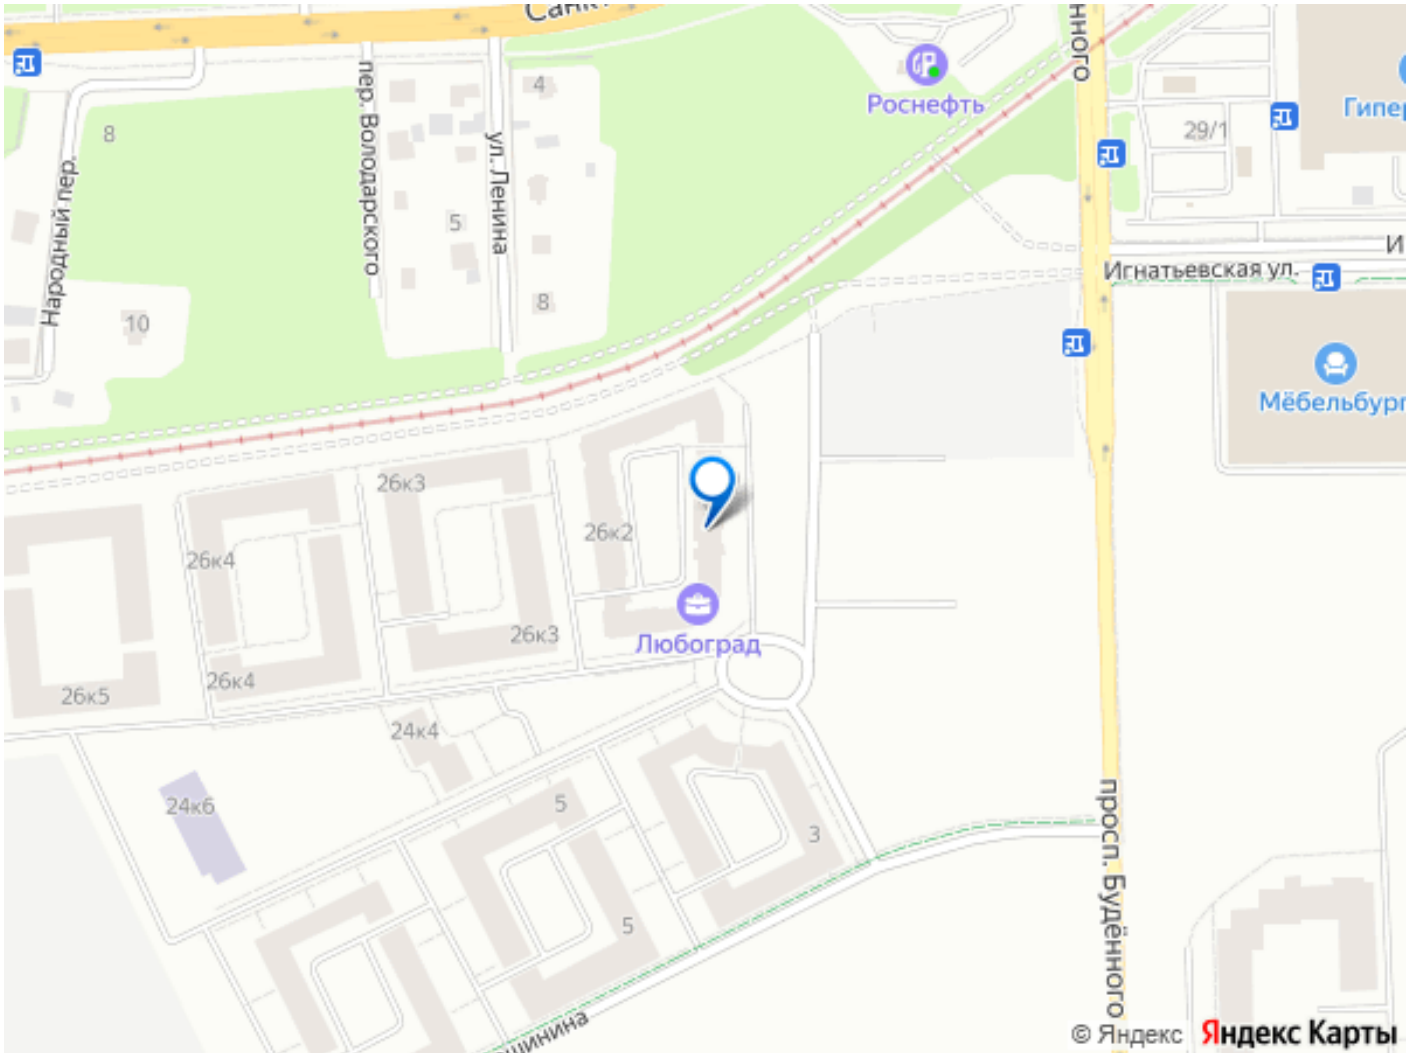 нного
Роснефть
29/1
4
8
пер. Володарского
ул. Ленина
Народный пер.
5
Игнатьевская ул.
8
10
Мёбельбург
26к3
26к2
26к4
26к3
Любоград
26к4
26к5
24к4
24к6
5
3
5
просп. Будённого
© Яндекс Яндекс Карты